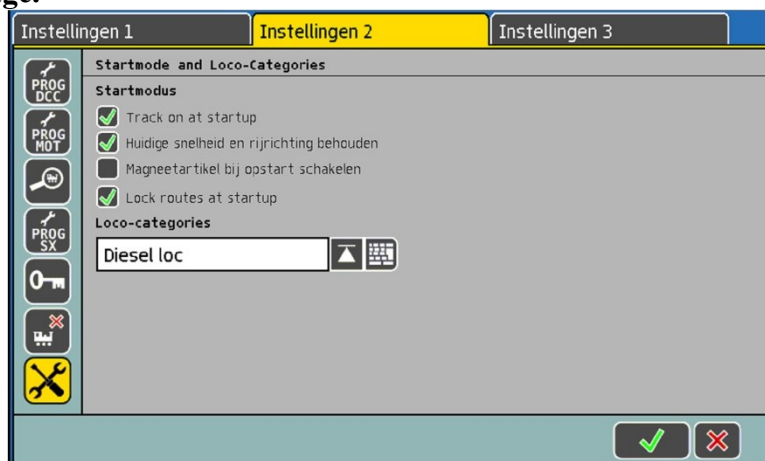 Instellingen 1
Instellingen 2
Instellingen 3
Startmode and Loco-Categories
Startmodus
Track on at startup
Huidige snelheid en rijrichting behouden
Magneetartikel bij opstart schakelen
Lock routes at startup
Loco-categories
Diesel loc
PROG
DCC
PROG
MOT
PROG
SX